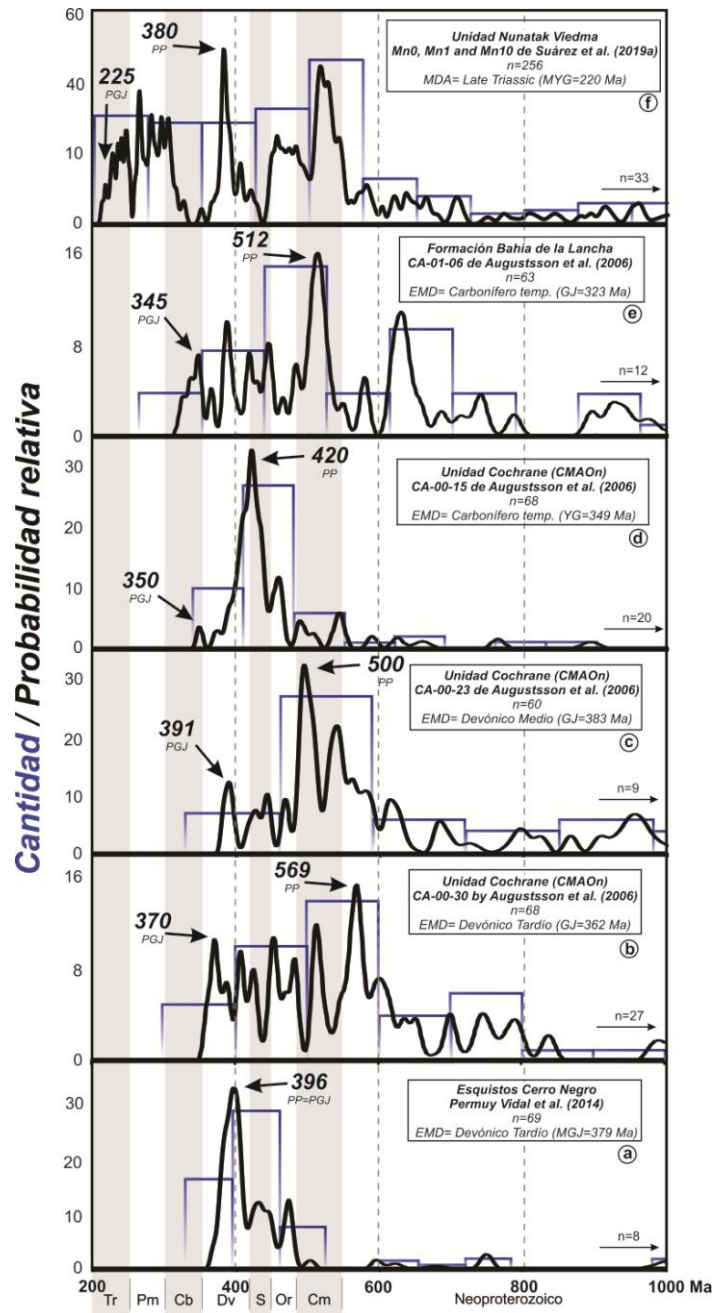 Cantidad / Probabilidad relativa
60
40
20
10
0
225
PGJ
380
PP
Unidad Nunatak Viedma
Mn0, Mn1 and Mn10 de Suárez et al. (2019a)
n=256
MDA= Late Triassic (MYG=220 Ma)
f
n=33
16
8
0
345
PGJ
512
PP
Formación Bahía de la Lancha
CA-01-06 de Augustsson et al. (2006)
n=63
EMD= Carbonífero temp. (GJ=323 Ma)
e
n=12
30
20
10
0
350
PGJ
420
PP
Unidad Cochrane (CMAOn)
CA-00-15 de Augustsson et al. (2006)
n=68
EMD= Carbonífero temp. (YG=349 Ma)
d
n=20
30
20
10
0
391
PGJ
500
PP
Unidad Cochrane (CMAOn)
CA-00-23 de Augustsson et al. (2006)
n=60
EMD= Devónico Medio (GJ=383 Ma)
c
n=9
16
8
0
370
PGJ
569
PP
Unidad Cochrane (CMAOn)
CA-00-30 by Augustsson et al. (2006)
n=68
EMD= Devónico Tardío (GJ=362 Ma)
b
n=27
30
20
10
0
396
PP=PGJ
Esquistos Cerro Negro
Permuy Vidal et al. (2014)
n=69
EMD= Devónico Tardío (MGJ=379 Ma)
a
n=8
200 400 600 800 1000 Ma
Tr Pm Cb Dv S Or Cm Neoproterozoico